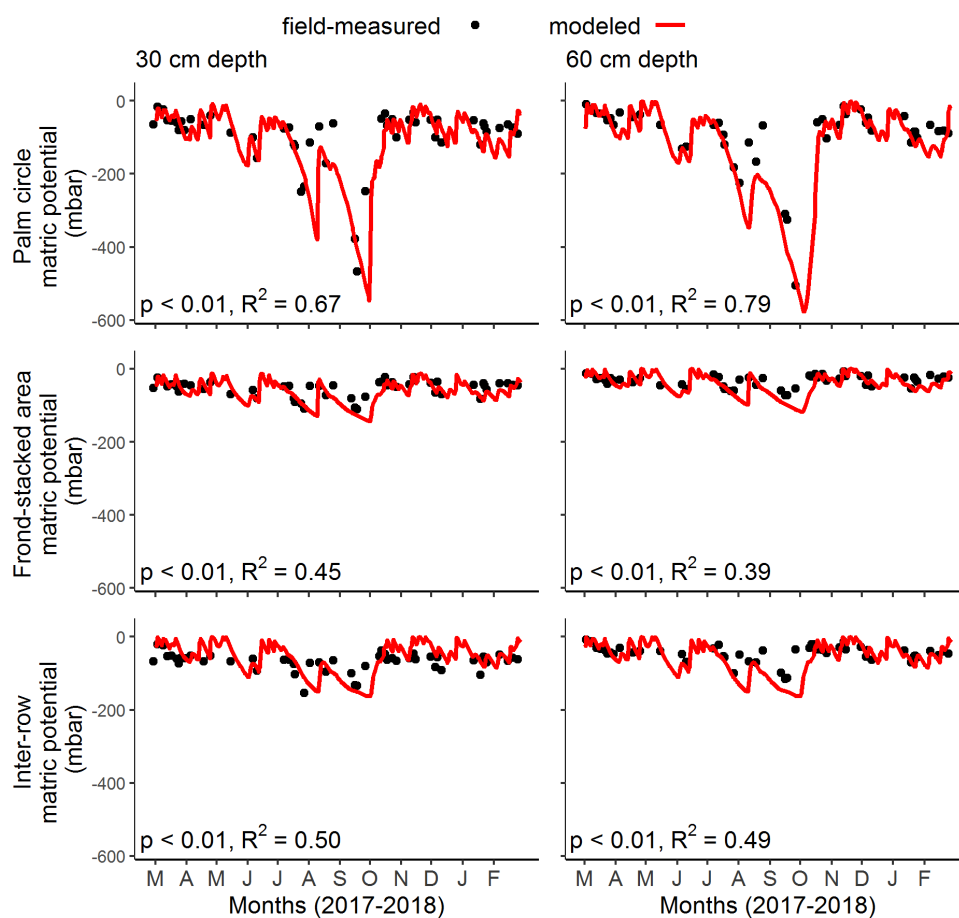 field-measured modeled
30 cm depth
60 cm depth
Palm circle
matric potential
(mbar)
0
-200
-400
-600
p < 0.01, R² = 0.67
p < 0.01, R² = 0.79
Frond-stacked area
matric potential
(mbar)
0
-200
-400
-600
p < 0.01, R² = 0.45
p < 0.01, R² = 0.39
Inter-row
matric potential
(mbar)
0
-200
-400
-600
p < 0.01, R² = 0.50
p < 0.01, R² = 0.49
M A M J J A S O N D J F
M A M J J A S O N D J F
Months (2017-2018)
Months (2017-2018)